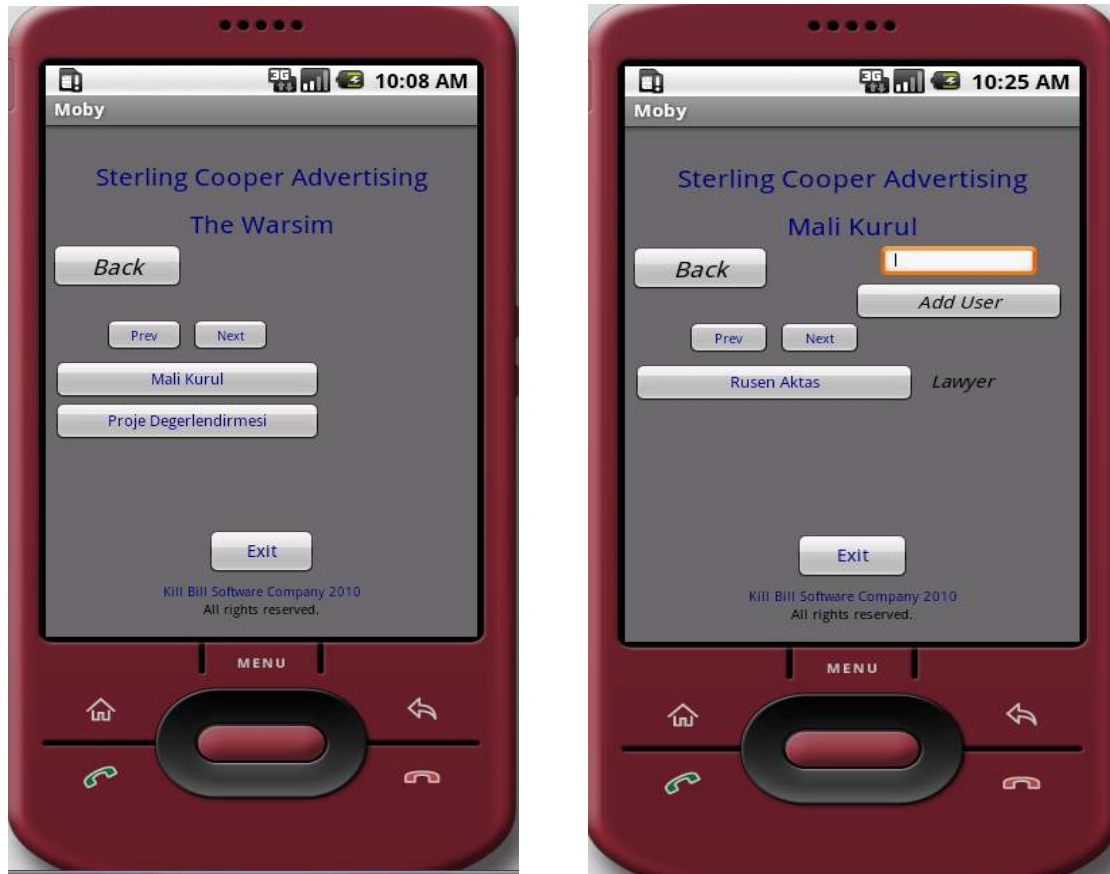 3G 10:08 AM
Moby
Sterling Cooper Advertising
The Warsim
Back
Prev Next
Mali Kurul
Proje Degerlendirmesi
Exit
Kill Bill Software Company 2010
All rights reserved.
MENU
3G 10:25 AM
Moby
Sterling Cooper Advertising
Mali Kurul
Back
Add User
Prev Next
Rusen Aktas Lawyer
Exit
Kill Bill Software Company 2010
All rights reserved.
MENU